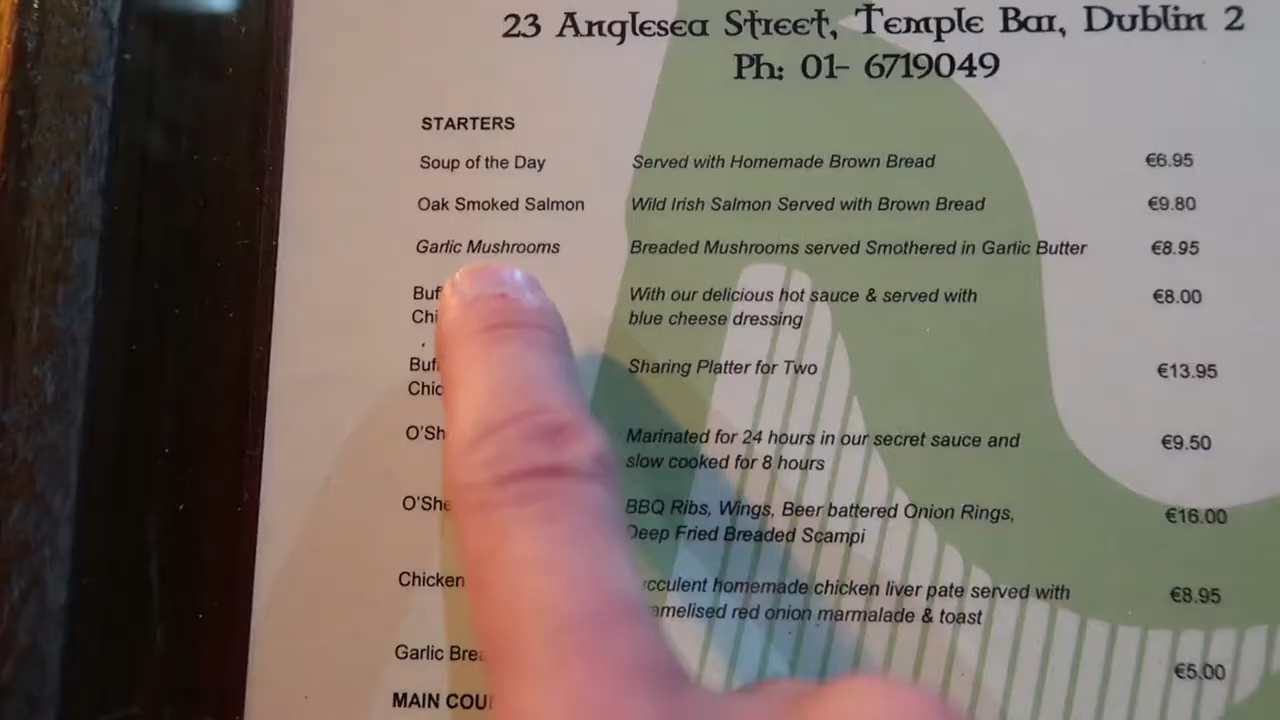 23 Anglesea Street, Temple Bar, Dublin 2
Ph: 01- 6719049
STARTERS
Soup of the Day Served with Homemade Brown Bread €6.95
Oak Smoked Salmon Wild Irish Salmon Served with Brown Bread €9.80
Garlic Mushrooms Breaded Mushrooms served Smothered in Garlic Butter €8.95
With our delicious hot sauce & served with €8.00
blue cheese dressing
Sharing Platter for Two €13.95
Marinated for 24 hours in our secret sauce and €9.50
slow cooked for 8 hours
BBQ Ribs, Wings, Beer battered Onion Rings, €16.00
Deep Fried Breaded Scampi
Chicken homemade chicken liver pate served with €8.95
red onion marmalade & toast
Garlic €5.00
MAIN